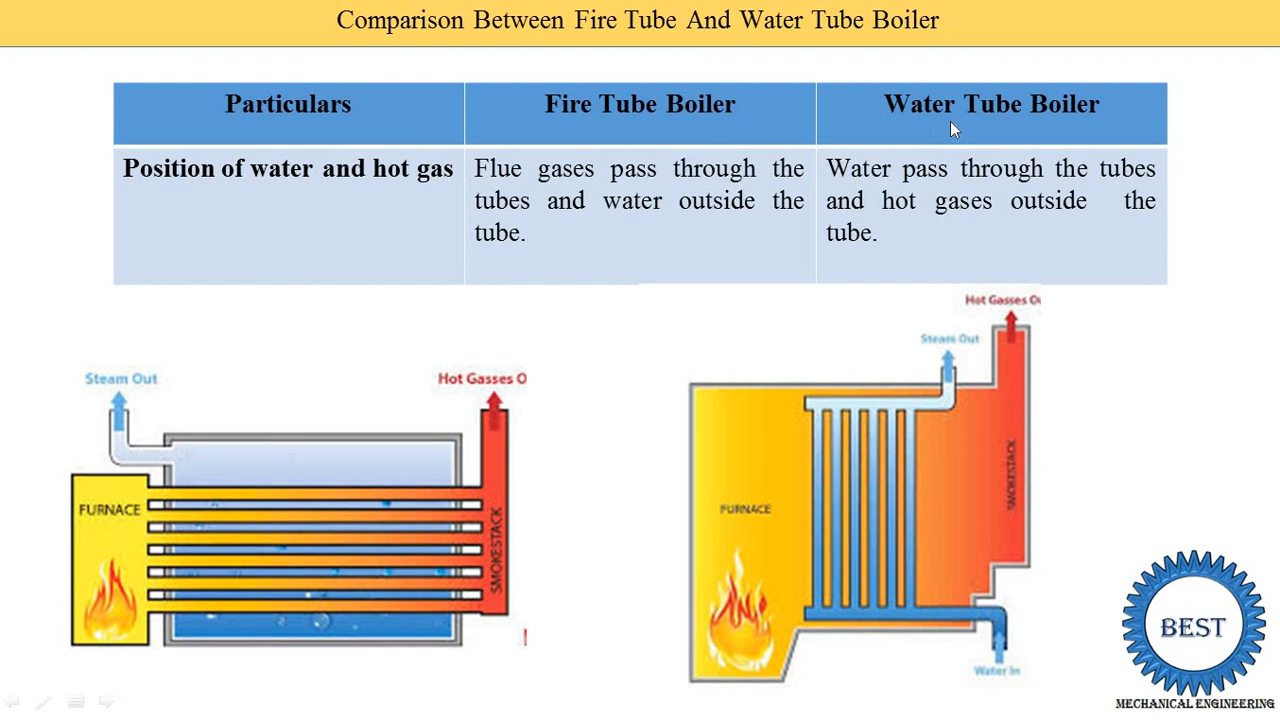 Comparison Between Fire Tube And Water Tube Boiler
Particulars
Fire Tube Boiler
Water Tube Boiler
Position of water and hot gas
Flue gases pass through the
tubes and water outside the
tube.
Water pass through the tubes
and hot gases outside the
tube.
Steam Out
Hot Gasses O
FURNACE
SMOKESTACK
Hot Gasses Ou
Steam Out
FURNACE
SMOKESTACK
Water In
BEST
MECHANICAL ENGINEERING